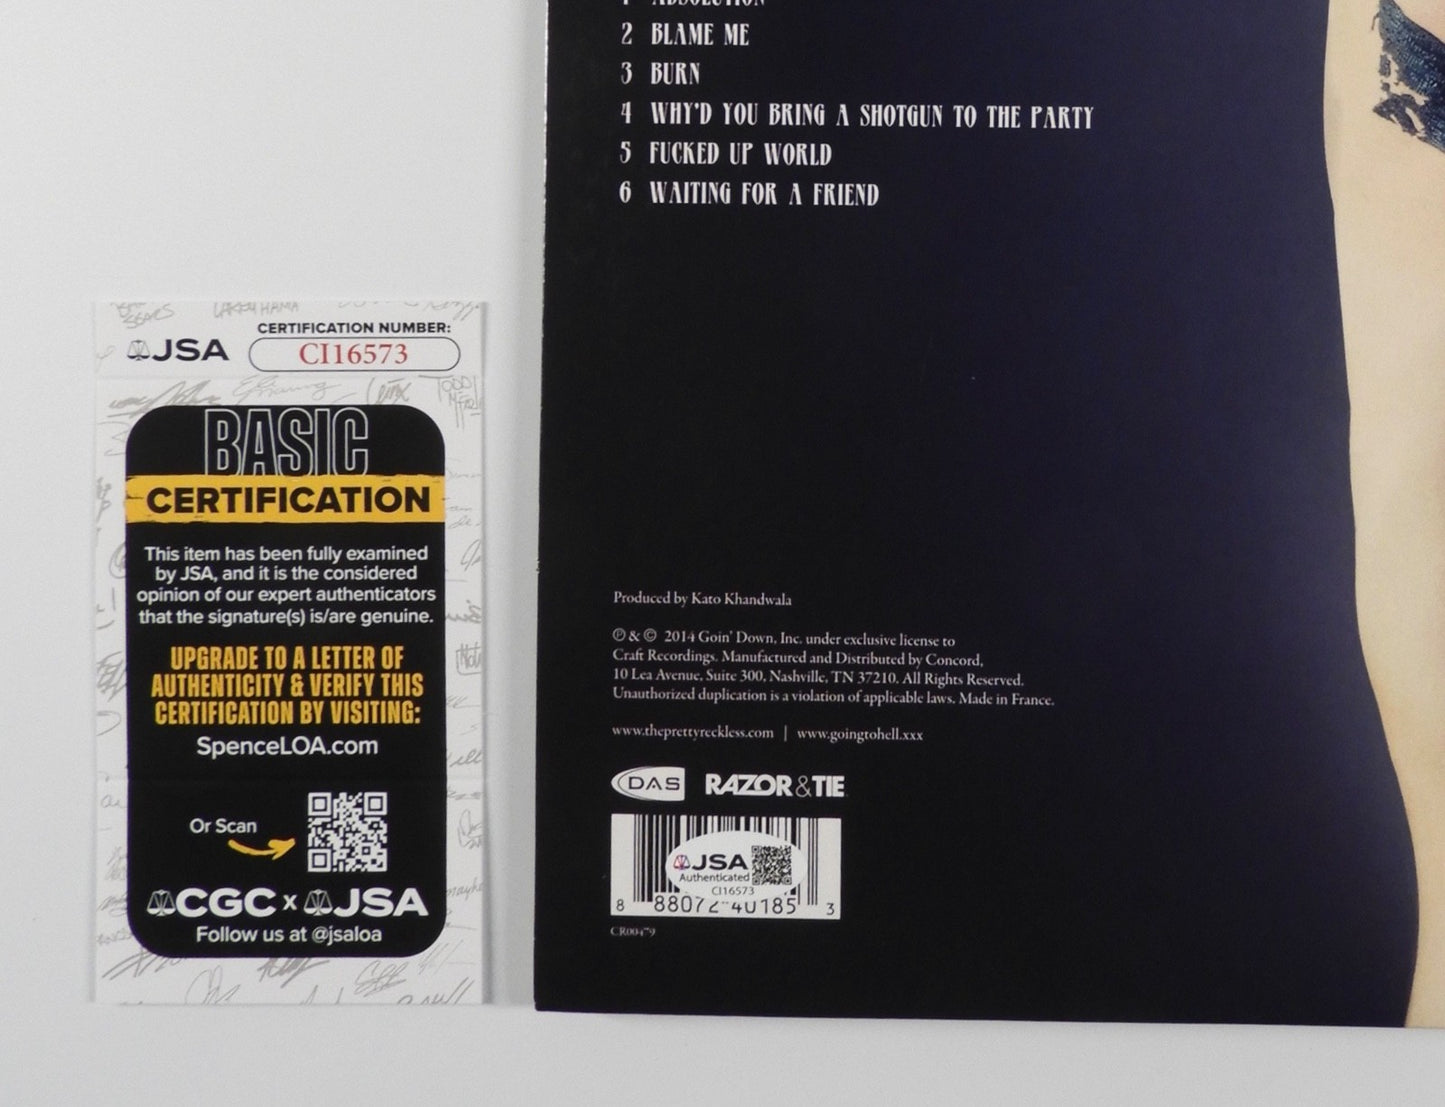 1 ABSOLUTION
2 BLAME ME
3 BURN
4 WHY'D YOU BRING A SHOTGUN TO THE PARTY
5 FUCKED UP WORLD
6 WAITING FOR A FRIEND
LARRY HAMA
JSA
CERTIFICATION NUMBER:
CI16573
BASIC
CERTIFICATION
This item has been fully examined
by JSA, and it is the considered
opinion of our expert authenticators
that the signature(s) is/are genuine.
UPGRADE TO A LETTER OF
AUTHENTICITY & VERIFY THIS
CERTIFICATION BY VISITING:
SpenceLOA.com
Or Scan
CGC x JSA
Follow us at @jsaloa
Produced by Kato Khandwala
℗ & © 2014 Goin' Down, Inc. under exclusive license to
Craft Recordings. Manufactured and Distributed by Concord,
10 Lea Avenue, Suite 300, Nashville, TN 37210. All Rights Reserved.
Unauthorized duplication is a violation of applicable laws. Made in France.
www.theprettyreckless.com | www.goingtohell.xxx
DAS RAZOR & TIE
JSA
Authenticated
CI16573
8 88072 40185 3
CR00479